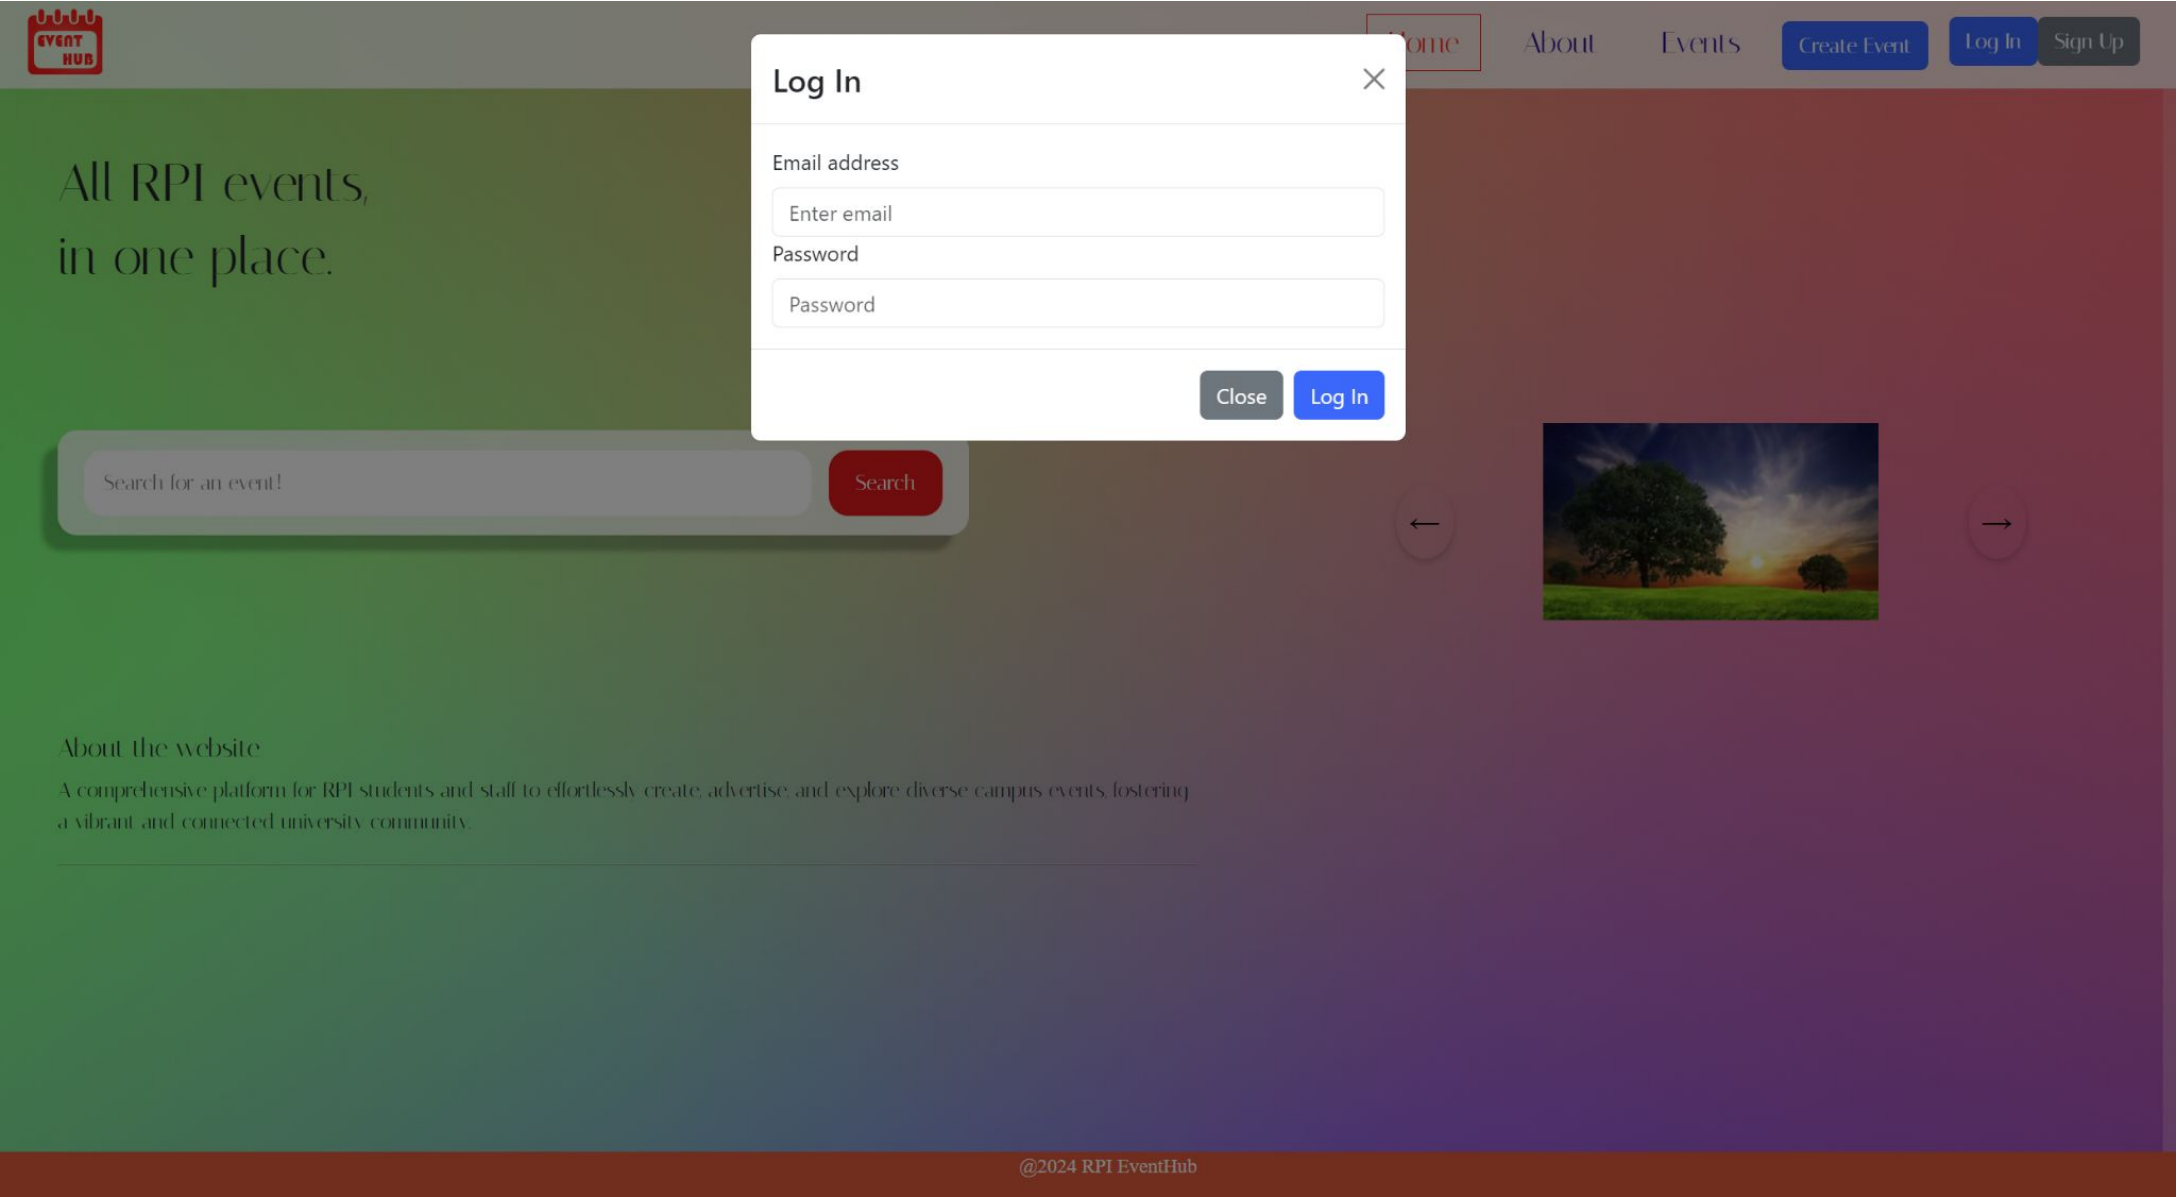 EVENT
HUB
Home About Events Create Event Log In Sign Up
Log In
Email address
Enter email
Password
Password
Close Log In
All RPI events,
in one place.
Search for an event! Search
About the website
A comprehensive platform for RPI students and staff to effortlessly create, advertise, and explore diverse campus events, fostering
a vibrant and connected university community.
@2024 RPI EventHub